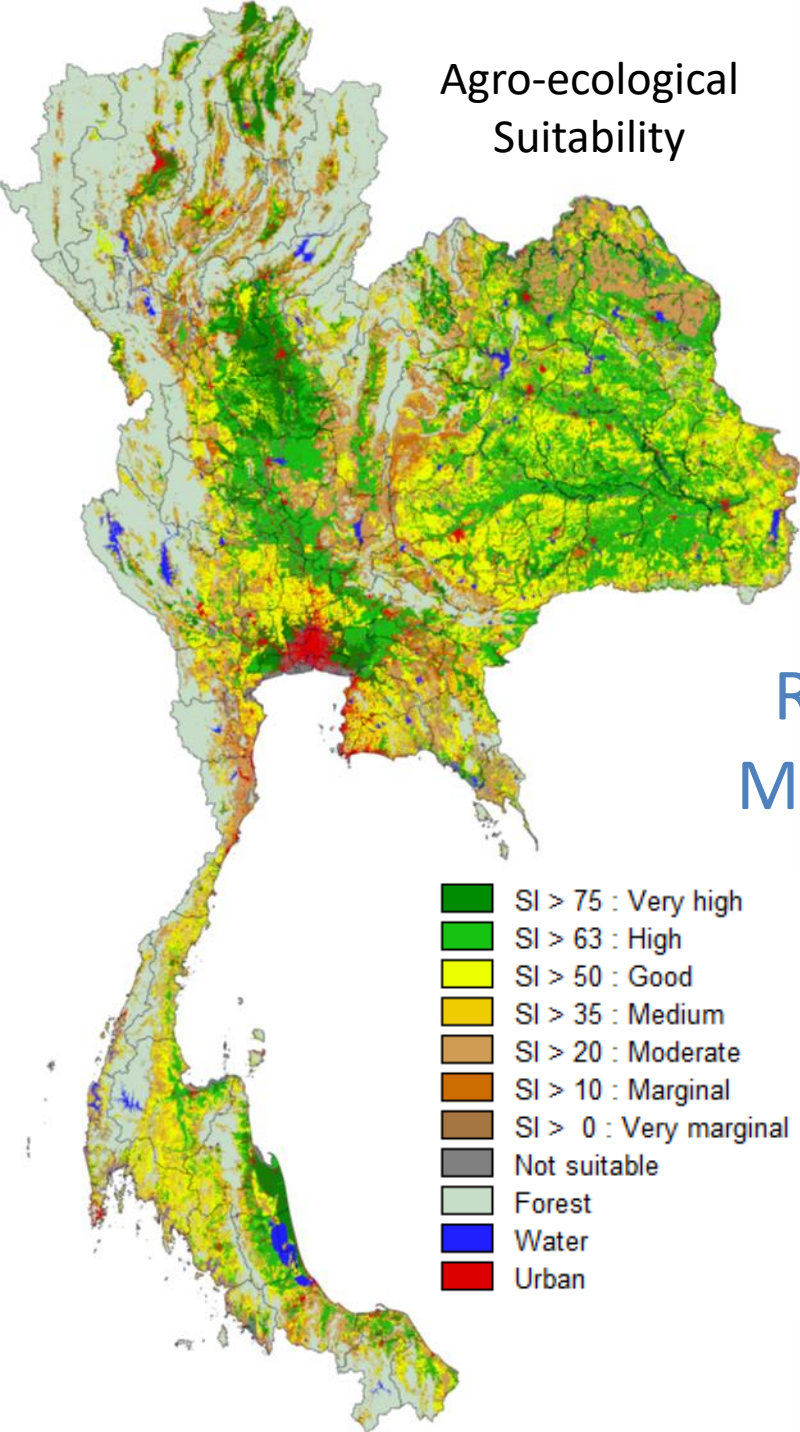 Agro-ecological
Suitability
R
M
SI > 75 : Very high
SI > 63 : High
SI > 50 : Good
SI > 35 : Medium
SI > 20 : Moderate
SI > 10 : Marginal
SI > 0 : Very marginal
Not suitable
Forest
Water
Urban